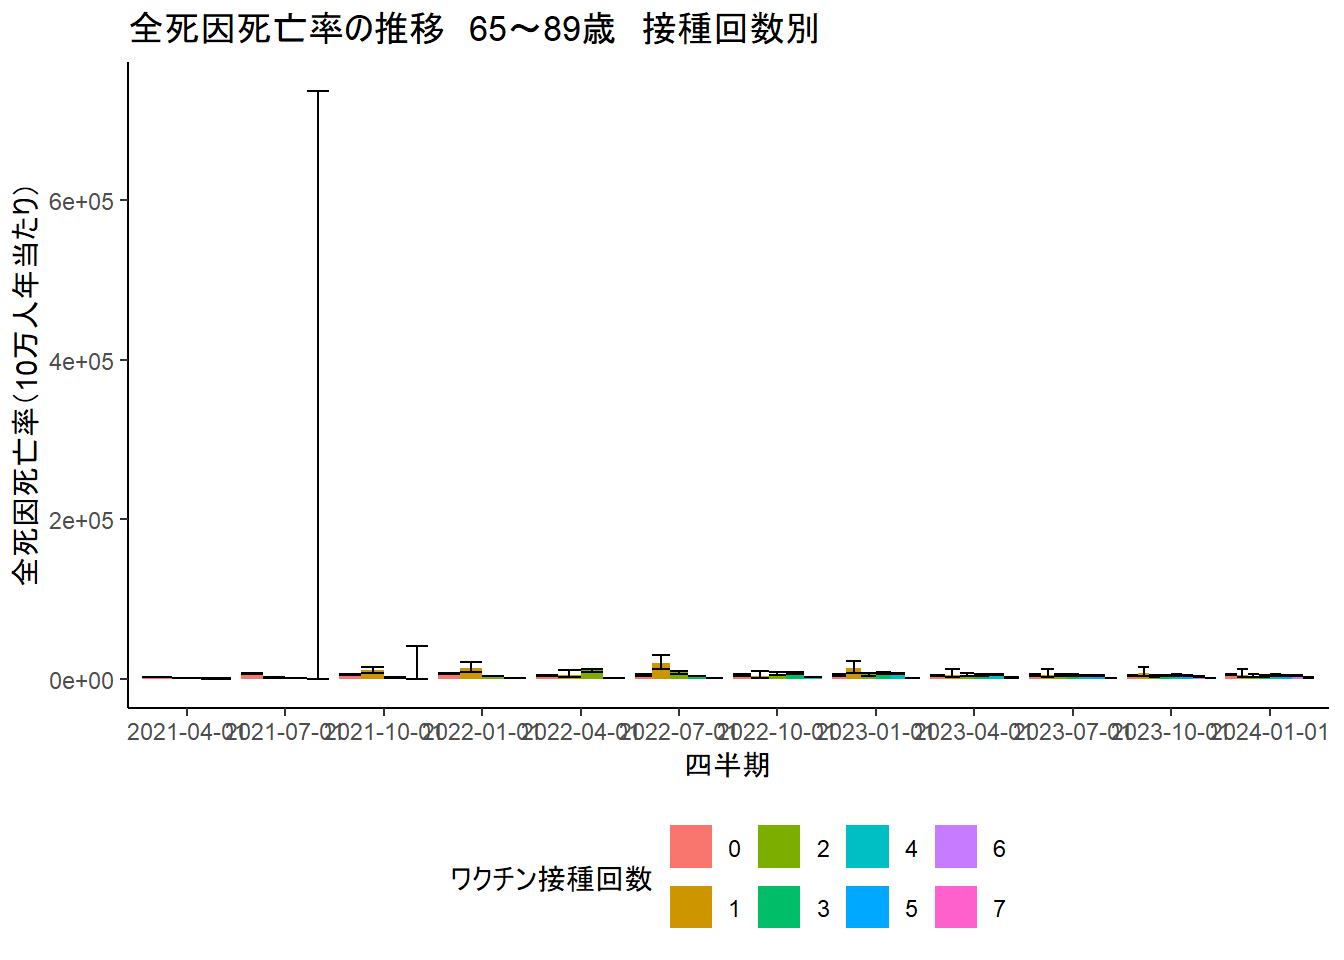 全死因死亡率の推移　65～89歳　接種回数別
全死因死亡率（10万人年当たり）
6e+05
4e+05
2e+05
0e+00
2021-04-01 2021-07-01 2021-10-01 2022-01-01 2022-04-01 2022-07-01 2022-10-01 2023-01-01 2023-04-01 2023-07-01 2023-10-01 2024-01-01
四半期
ワクチン接種回数
0 2 4 6
1 3 5 7